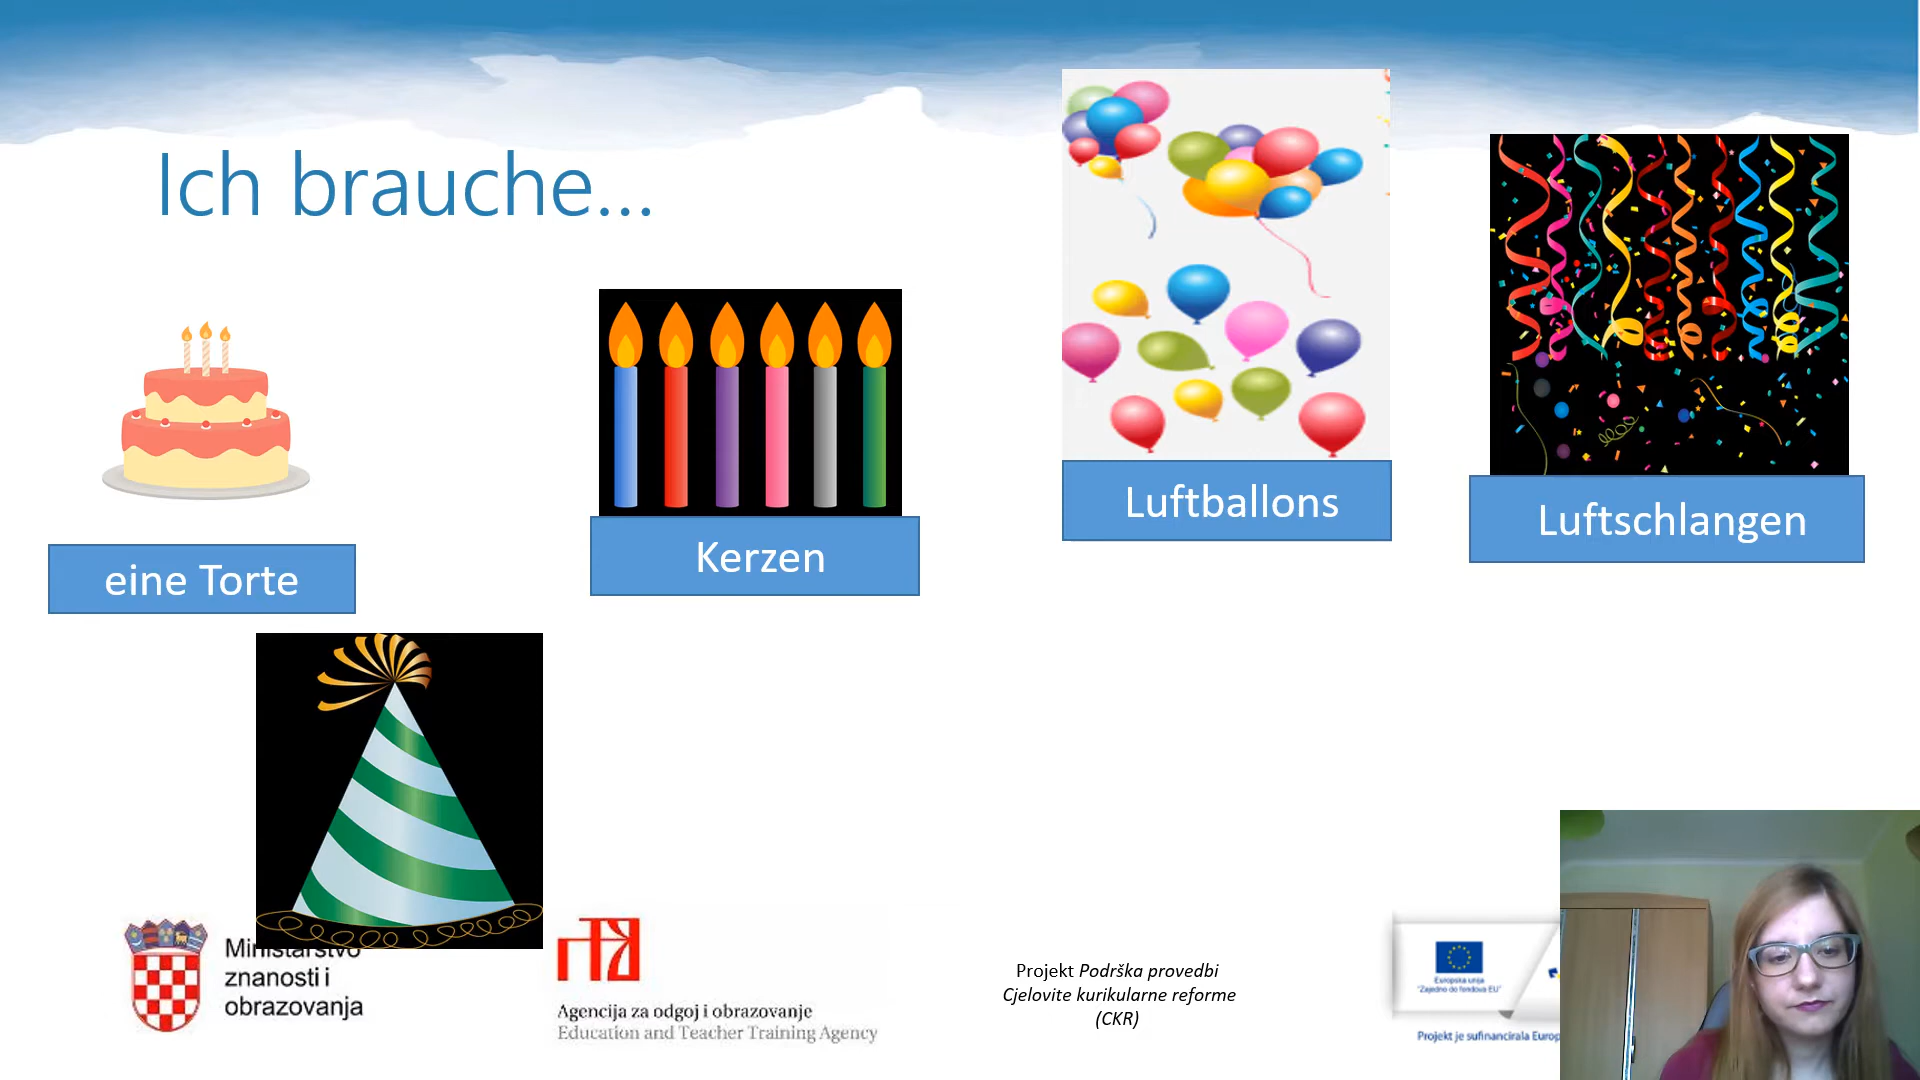 Ich brauche...
eine Torte
Kerzen
Luftballons
Luftschlangen
Ministarstvo
znanosti i
obrazovanja
Agencija za odgoj i obrazovanje
Education and Teacher Training Agency
Projekt Podrška provedbi
Cjelovite kurikularne reforme
(CKR)
Europska unija
"Zajedno do fondova EU"
Projekt je sufinancirala Europ